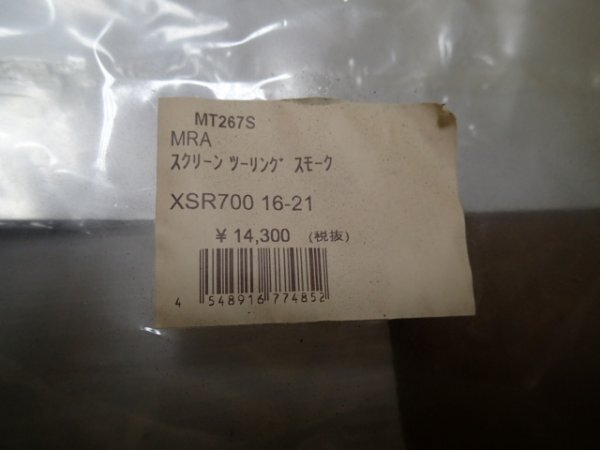 MT267S
MRA
ｽｸﾘｰﾝ ﾂｰﾘﾝｸﾞ ｽﾓｰｸ
XSR700 16-21
¥ 14,300 (税抜)
4 548916 774852